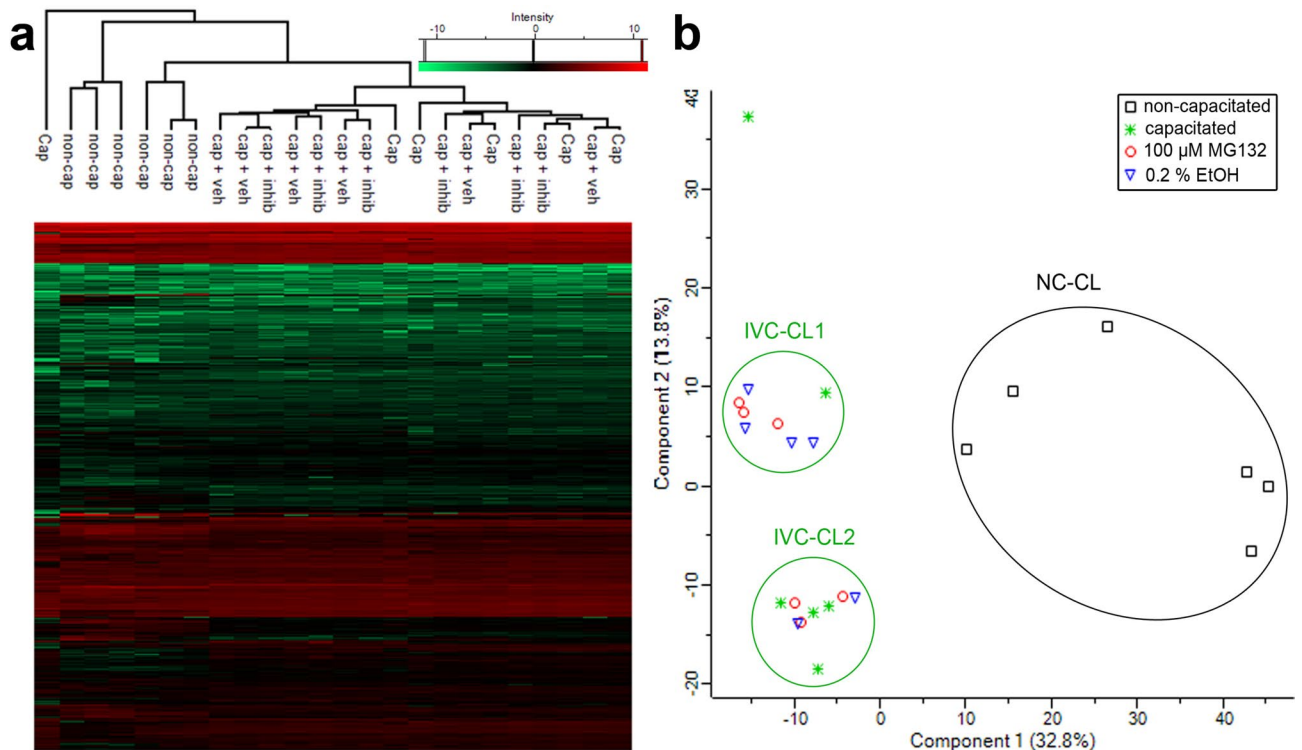 a
Intensity
-10
0
10
Cap
non-cap
non-cap
non-cap
non-cap
non-cap
non-cap
cap + veh
cap + veh
cap + inhib
cap + veh
cap + inhib
cap + veh
cap + inhib
Cap
Cap
cap + inhib
cap + veh
Cap
cap + inhib
cap + inhib
Cap
cap + veh
Cap
b
non-capacitated
capacitated
100 µM MG132
0.2 % EtOH
NC-CL
IVC-CL1
IVC-CL2
Component 2 (13.8%)
40
30
20
10
0
-10
-20
-10
0
10
20
30
40
Component 1 (32.8%)